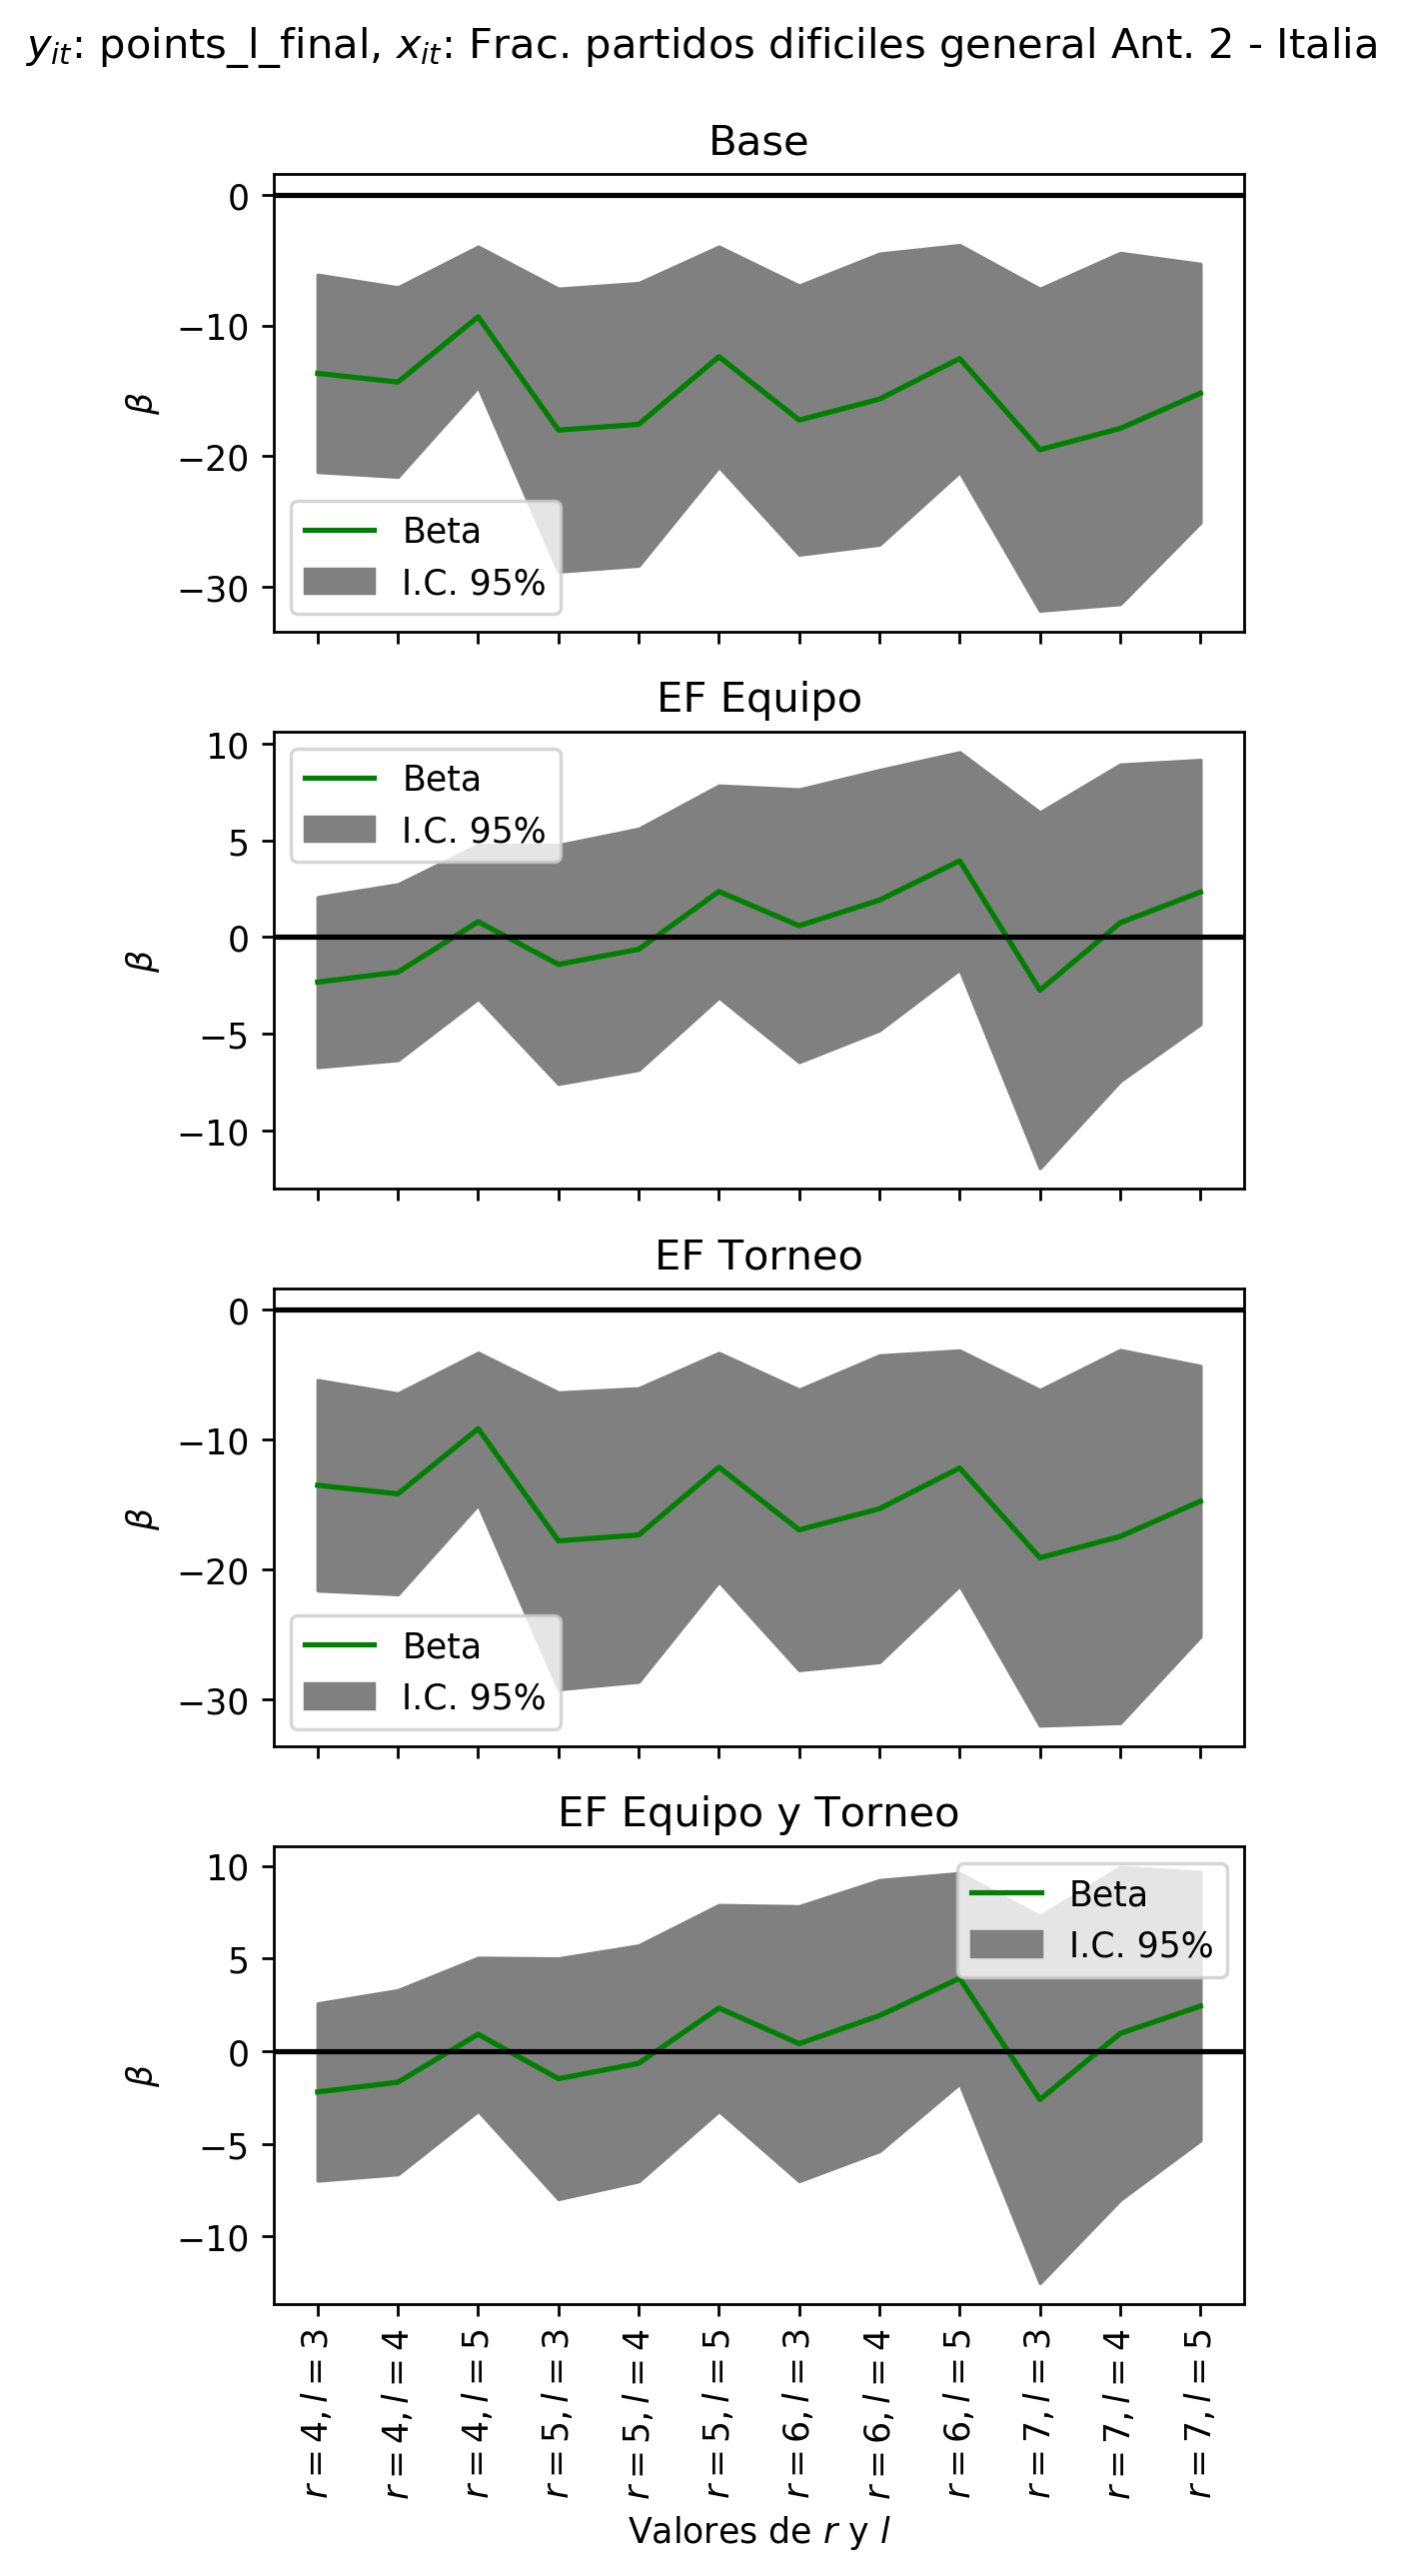 y_it: points_l_final, x_it: Frac. partidos dificiles general Ant. 2 - Italia
Base
0
−10
−20
−30
β
Beta
I.C. 95%
EF Equipo
10
5
0
−5
−10
β
Beta
I.C. 95%
EF Torneo
0
−10
−20
−30
β
Beta
I.C. 95%
EF Equipo y Torneo
10
5
0
−5
−10
β
Beta
I.C. 95%
r = 4, l = 3
r = 4, l = 4
r = 4, l = 5
r = 5, l = 3
r = 5, l = 4
r = 5, l = 5
r = 6, l = 3
r = 6, l = 4
r = 6, l = 5
r = 7, l = 3
r = 7, l = 4
r = 7, l = 5
Valores de r y l